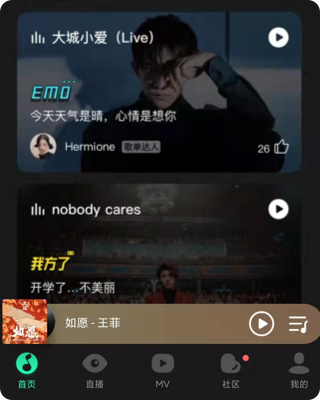 大城小爱（Live）
EMO
今天天气是晴，心情是想你
Hermione 歌单达人
26
nobody cares
我方了
开学了...不美丽
如愿
如愿 - 王菲
首页 直播 MV 社区 我的